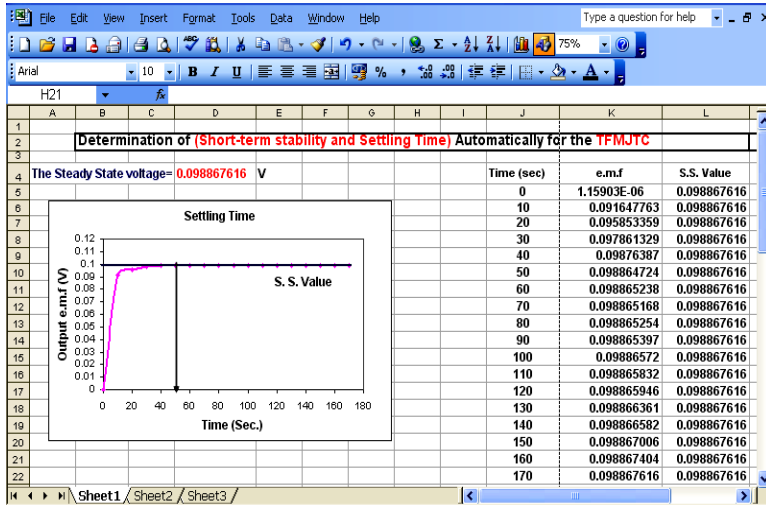 File Edit View Insert Format Tools Data Window Help Type a question for help
75%
Arial 10 B I U
H21 fx
A B C D E F G H I J K L
1
2 Determination of (Short-term stability and Settling Time) Automatically for the TFMJTC
3
4 The Steady State voltage= 0.098867616 V Time (sec) e.m.f S.S. Value
5 0 1.15903E-06 0.098867616
6 10 0.091647763 0.098867616
7 20 0.095853359 0.098867616
8 30 0.097861329 0.098867616
9 40 0.09876387 0.098867616
10 50 0.098864724 0.098867616
11 60 0.098865238 0.098867616
12 70 0.098865168 0.098867616
13 80 0.098865254 0.098867616
14 90 0.098865397 0.098867616
15 100 0.09886572 0.098867616
16 110 0.098865832 0.098867616
17 120 0.098865946 0.098867616
18 130 0.098866361 0.098867616
19 140 0.098866582 0.098867616
20 150 0.098867006 0.098867616
21 160 0.098867404 0.098867616
22 170 0.098867616 0.098867616
Settling Time
Output e.m.f (V)
0.12
0.11
0.1
0.09
0.08
0.07
0.06
0.05
0.04
0.03
0.02
0.01
0
S. S. Value
0 20 40 60 80 100 120 140 160 180
Time (Sec.)
Sheet1 Sheet2 Sheet3